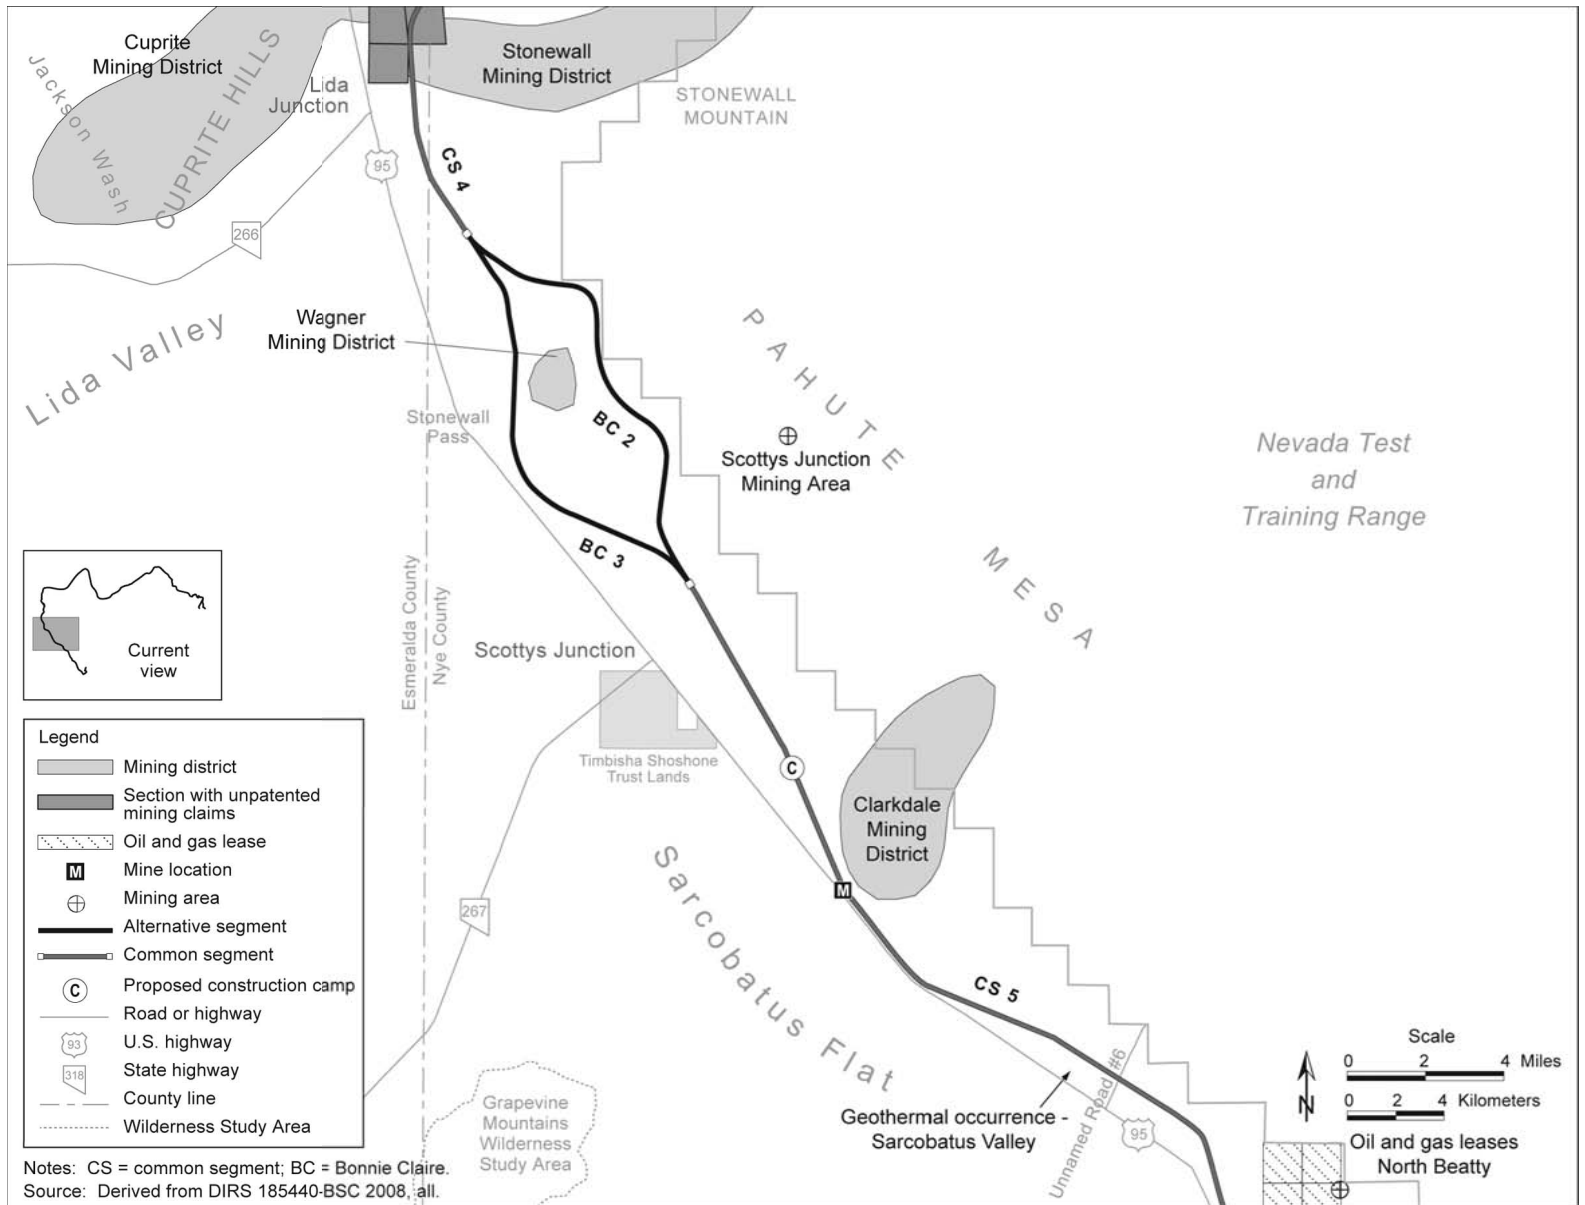 Cuprite
Mining District
Jackson Wash
CUPRITE HILLS
Lida
Junction
Stonewall
Mining District
STONEWALL
MOUNTAIN
95
CS 4
266
Lida Valley
Wagner
Mining District
Stonewall
Pass
BC 2
BC 3
PAHUTE MESA
Scottys Junction
Mining Area
Nevada Test
and
Training Range
Esmeralda County
Nye County
Scottys Junction
Timbisha Shoshone
Trust Lands
C
Clarkdale
Mining
District
M
267
Sarcobatus Flat
CS 5
Geothermal occurrence -
Sarcobatus Valley
Unnamed Road #6
95
Grapevine
Mountains
Wilderness
Study Area
Current
view
Legend
Mining district
Section with unpatented
mining claims
Oil and gas lease
M Mine location
Mining area
Alternative segment
Common segment
C Proposed construction camp
Road or highway
93 U.S. highway
318 State highway
County line
Wilderness Study Area
N
Scale
0 2 4 Miles
0 2 4 Kilometers
Oil and gas leases
North Beatty
Notes: CS = common segment; BC = Bonnie Claire.
Source: Derived from DIRS 185440-BSC 2008, all.